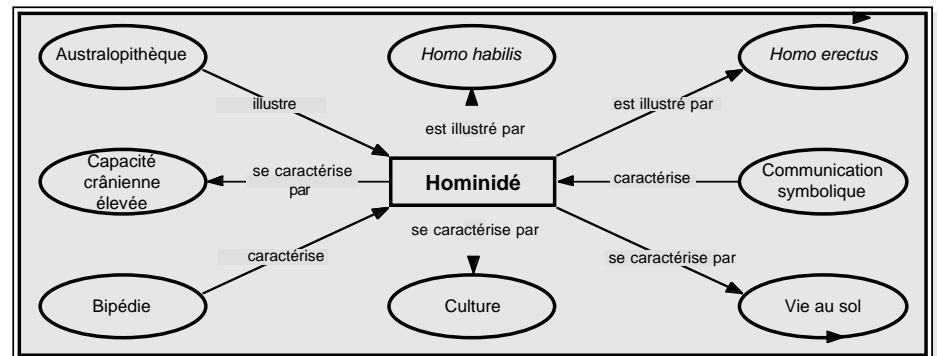 Australopithèque
Homo habilis
Homo erectus
illustre
est illustré par
est illustré par
Capacité
crânienne
élevée
se caractérise
par
Hominidé
caractérise
Communication
symbolique
caractérise
se caractérise par
se caractérise par
Bipédie
Culture
Vie au sol